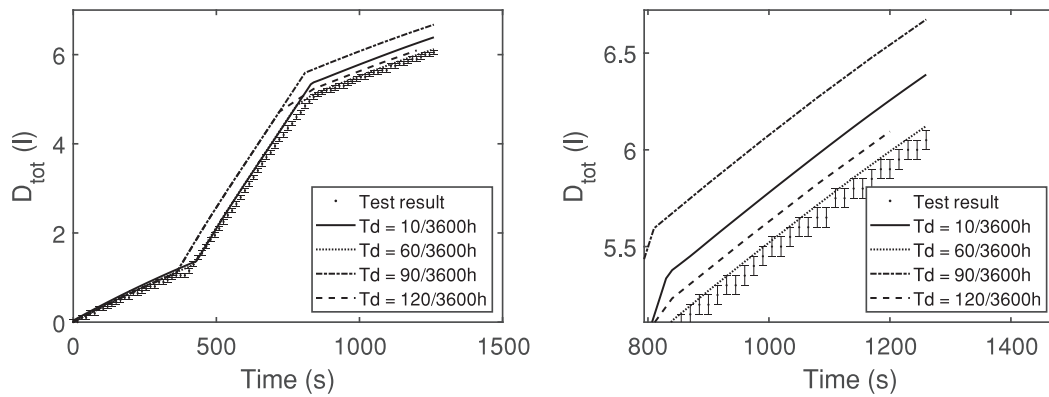 D_tot (l)
6
4
2
0
Test result
Td = 10/3600h
Td = 60/3600h
Td = 90/3600h
Td = 120/3600h
0 500 1000 1500
Time (s)
D_tot (l)
6.5
6
5.5
Test result
Td = 10/3600h
Td = 60/3600h
Td = 90/3600h
Td = 120/3600h
800 1000 1200 1400
Time (s)